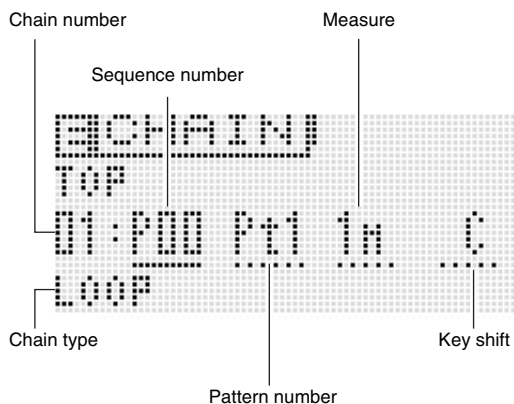 Chain number
Measure
Sequence number
E CHAIN
TOP
01:P00 Pt1 1m C
LOOP
Chain type
Key shift
Pattern number